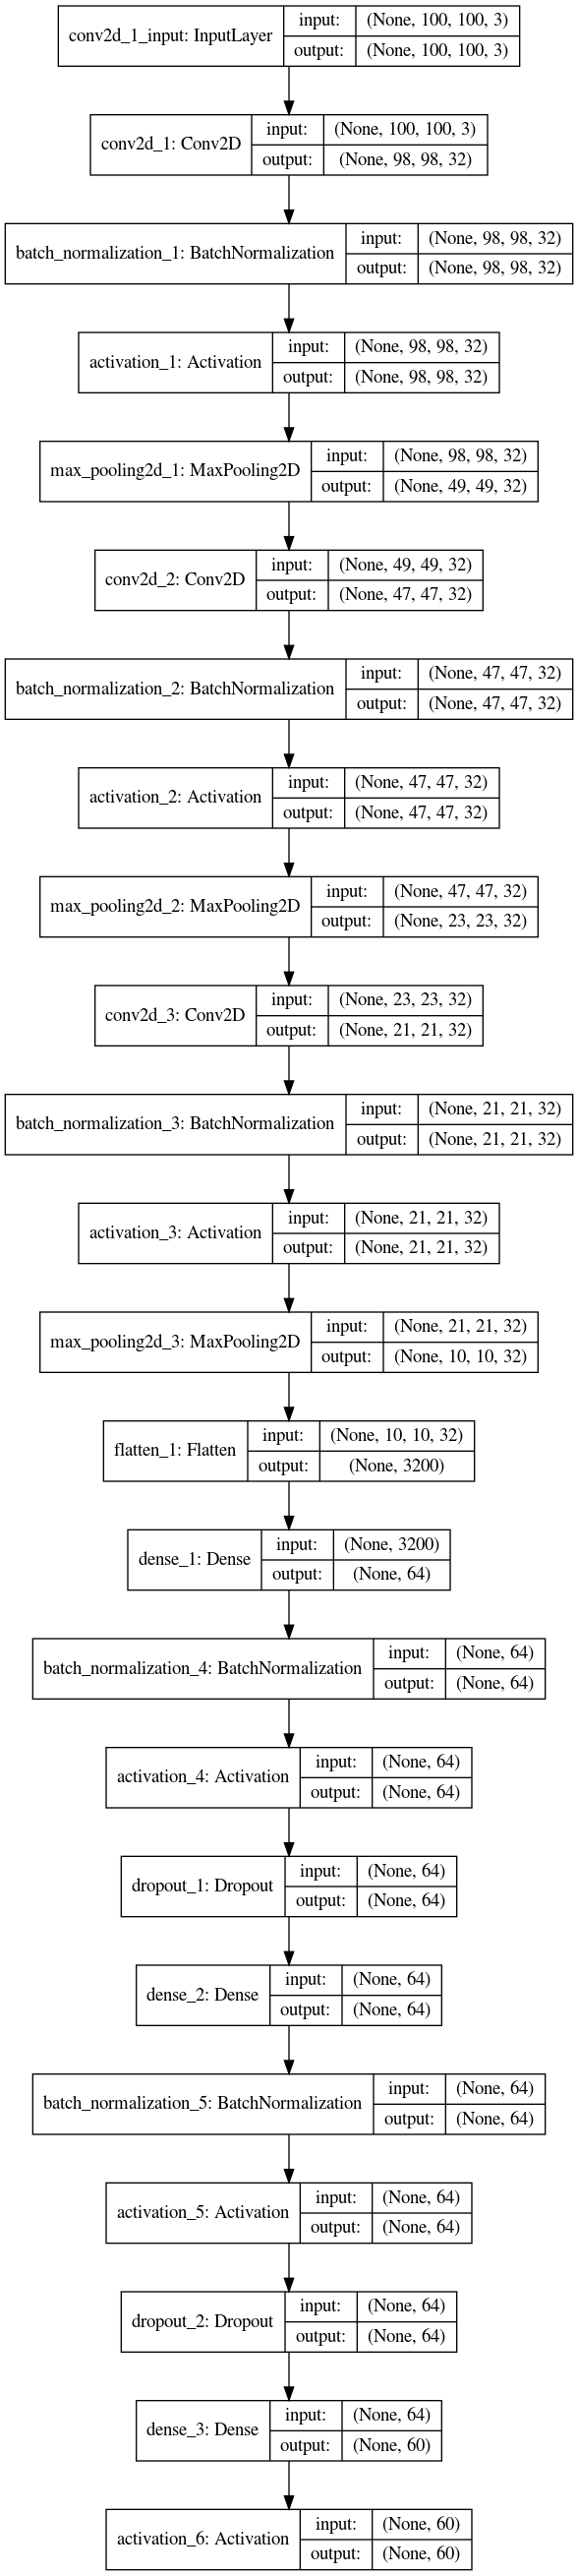 conv2d_1_input: InputLayer
input: (None, 100, 100, 3)
output: (None, 100, 100, 3)
conv2d_1: Conv2D
input: (None, 100, 100, 3)
output: (None, 98, 98, 32)
batch_normalization_1: BatchNormalization
input: (None, 98, 98, 32)
output: (None, 98, 98, 32)
activation_1: Activation
input: (None, 98, 98, 32)
output: (None, 98, 98, 32)
max_pooling2d_1: MaxPooling2D
input: (None, 98, 98, 32)
output: (None, 49, 49, 32)
conv2d_2: Conv2D
input: (None, 49, 49, 32)
output: (None, 47, 47, 32)
batch_normalization_2: BatchNormalization
input: (None, 47, 47, 32)
output: (None, 47, 47, 32)
activation_2: Activation
input: (None, 47, 47, 32)
output: (None, 47, 47, 32)
max_pooling2d_2: MaxPooling2D
input: (None, 47, 47, 32)
output: (None, 23, 23, 32)
conv2d_3: Conv2D
input: (None, 23, 23, 32)
output: (None, 21, 21, 32)
batch_normalization_3: BatchNormalization
input: (None, 21, 21, 32)
output: (None, 21, 21, 32)
activation_3: Activation
input: (None, 21, 21, 32)
output: (None, 21, 21, 32)
max_pooling2d_3: MaxPooling2D
input: (None, 21, 21, 32)
output: (None, 10, 10, 32)
flatten_1: Flatten
input: (None, 10, 10, 32)
output: (None, 3200)
dense_1: Dense
input: (None, 3200)
output: (None, 64)
batch_normalization_4: BatchNormalization
input: (None, 64)
output: (None, 64)
activation_4: Activation
input: (None, 64)
output: (None, 64)
dropout_1: Dropout
input: (None, 64)
output: (None, 64)
dense_2: Dense
input: (None, 64)
output: (None, 64)
batch_normalization_5: BatchNormalization
input: (None, 64)
output: (None, 64)
activation_5: Activation
input: (None, 64)
output: (None, 64)
dropout_2: Dropout
input: (None, 64)
output: (None, 64)
dense_3: Dense
input: (None, 64)
output: (None, 60)
activation_6: Activation
input: (None, 60)
output: (None, 60)